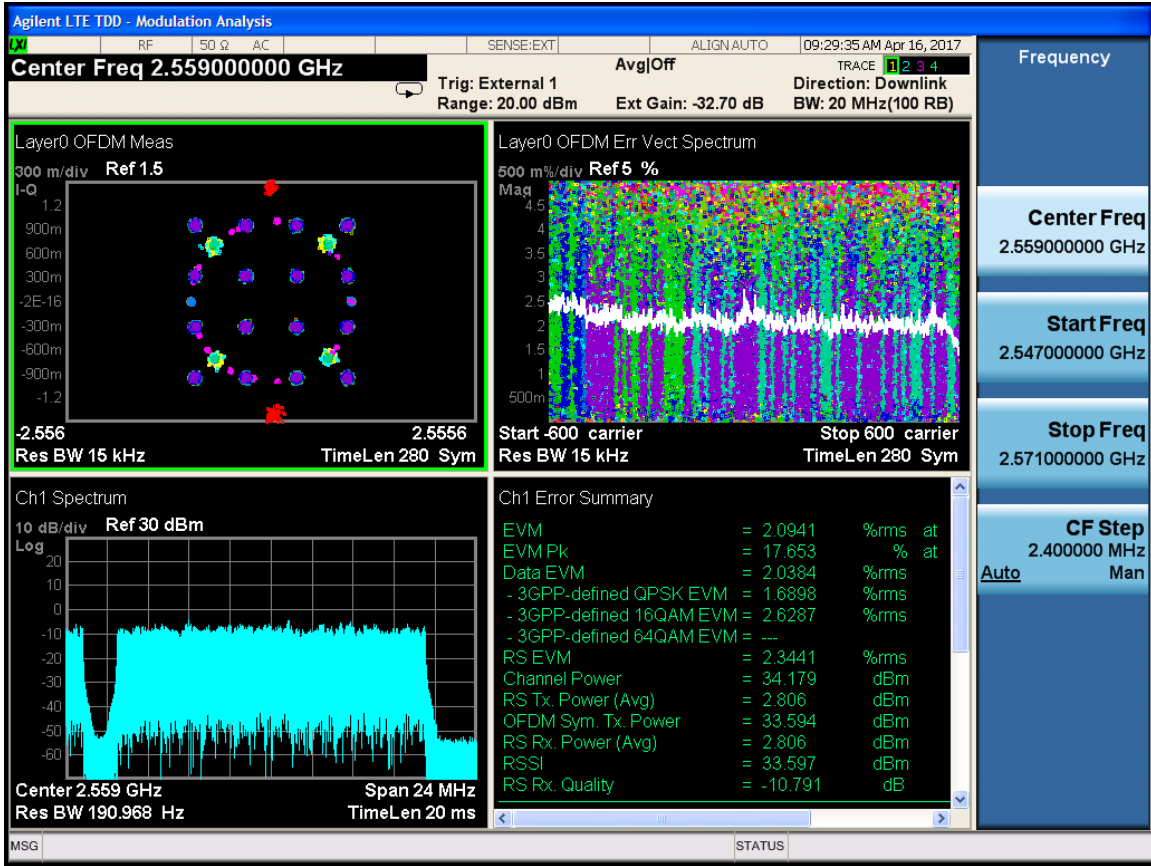 Agilent LTE TDD - Modulation Analysis
LXI RF 50 Ω AC SENSE:EXT ALIGN AUTO 09:29:35 AM Apr 16, 2017
Center Freq 2.559000000 GHz
Avg|Off
TRACE 1 2 3 4
Trig: External 1
Direction: Downlink
Range: 20.00 dBm Ext Gain: -32.70 dB BW: 20 MHz(100 RB)
Layer0 OFDM Meas
300 m/div Ref 1.5
I-Q
1.2
900m
600m
300m
-2E-16
-300m
-600m
-900m
-1.2
-2.556 2.5556
Res BW 15 kHz TimeLen 280 Sym
Layer0 OFDM Err Vect Spectrum
500 m%/div Ref 5 %
Mag
4.5
4
3.5
3
2.5
2
1.5
1
500m
Start -600 carrier Stop 600 carrier
Res BW 15 kHz TimeLen 280 Sym
Ch1 Spectrum
10 dB/div Ref 30 dBm
Log
20
10
0
-10
-20
-30
-40
-50
-60
Center 2.559 GHz Span 24 MHz
Res BW 190.968 Hz TimeLen 20 ms
Ch1 Error Summary
EVM = 2.0941 %rms at
EVM Pk = 17.653 % at
Data EVM = 2.0384 %rms
- 3GPP-defined QPSK EVM = 1.6898 %rms
- 3GPP-defined 16QAM EVM = 2.6287 %rms
- 3GPP-defined 64QAM EVM = ---
RS EVM = 2.3441 %rms
Channel Power = 34.179 dBm
RS Tx. Power (Avg) = 2.806 dBm
OFDM Sym. Tx. Power = 33.594 dBm
RS Rx. Power (Avg) = 2.806 dBm
RSSI = 33.597 dBm
RS Rx. Quality = -10.791 dB
Frequency
Center Freq
2.559000000 GHz
Start Freq
2.547000000 GHz
Stop Freq
2.571000000 GHz
CF Step
2.400000 MHz
Auto Man
MSG STATUS